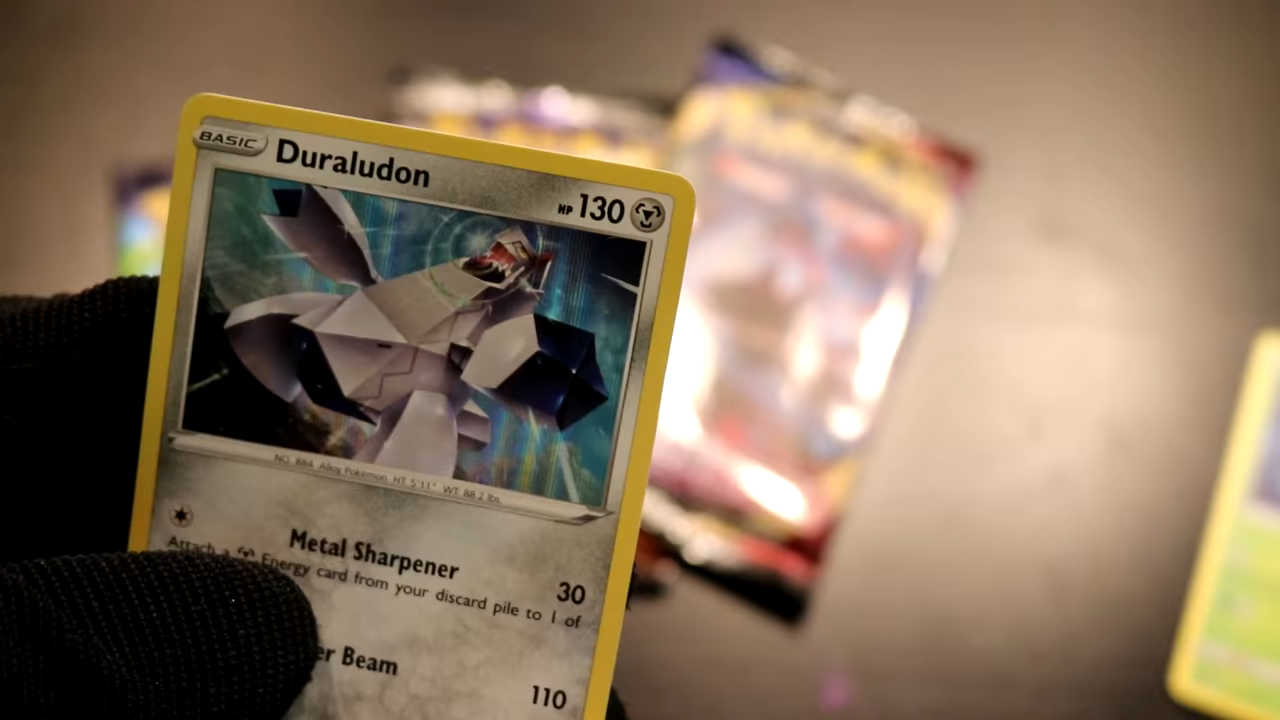 BASIC
Duraludon
HP 130
NO. 884 Alloy Pokémon HT 5'11" WT 88.2 lbs.
Metal Sharpener
30
Attach a Energy card from your discard pile to 1 of
er Beam
110